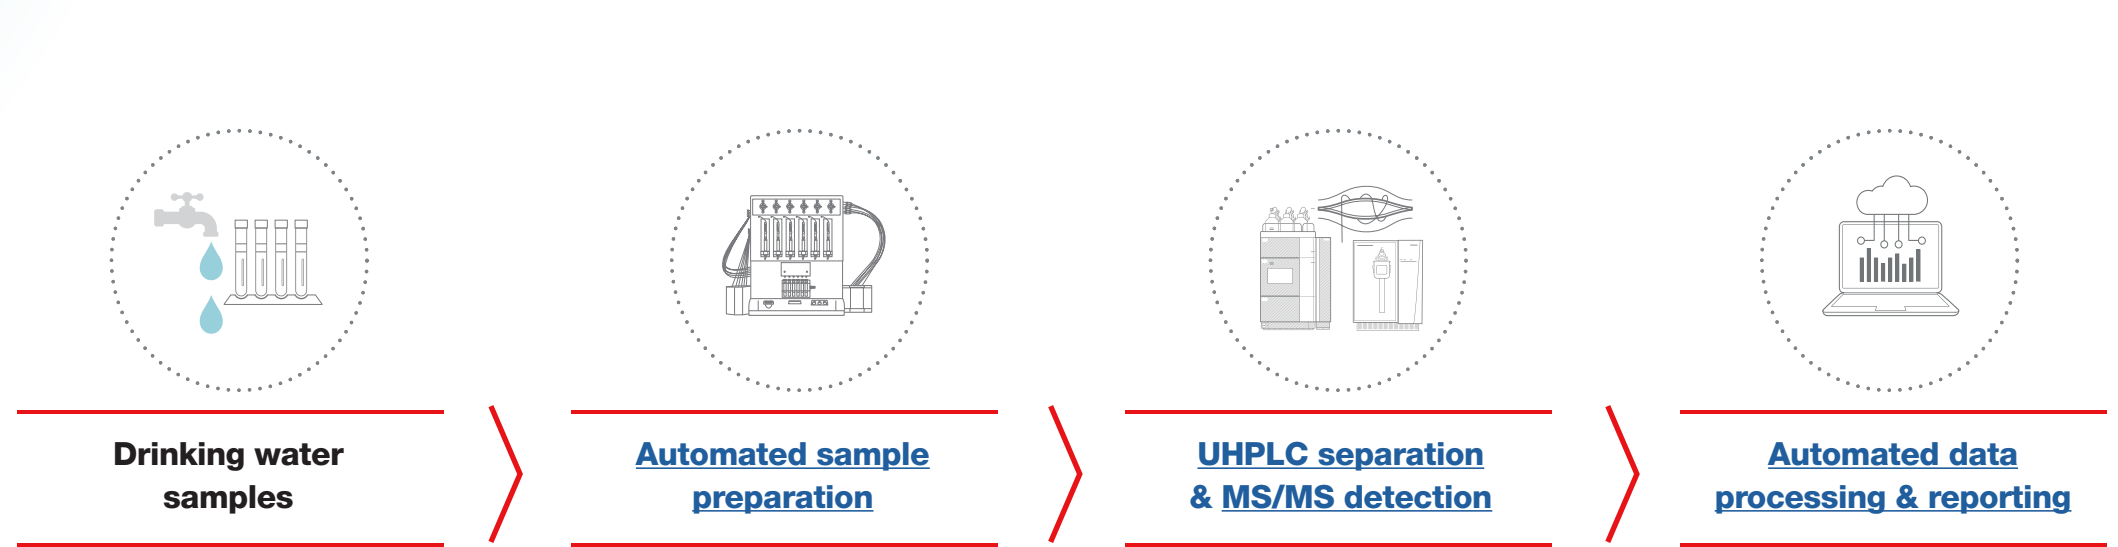 Drinking water
samples
Automated sample
preparation
UHPLC separation
& MS/MS detection
Automated data
processing & reporting